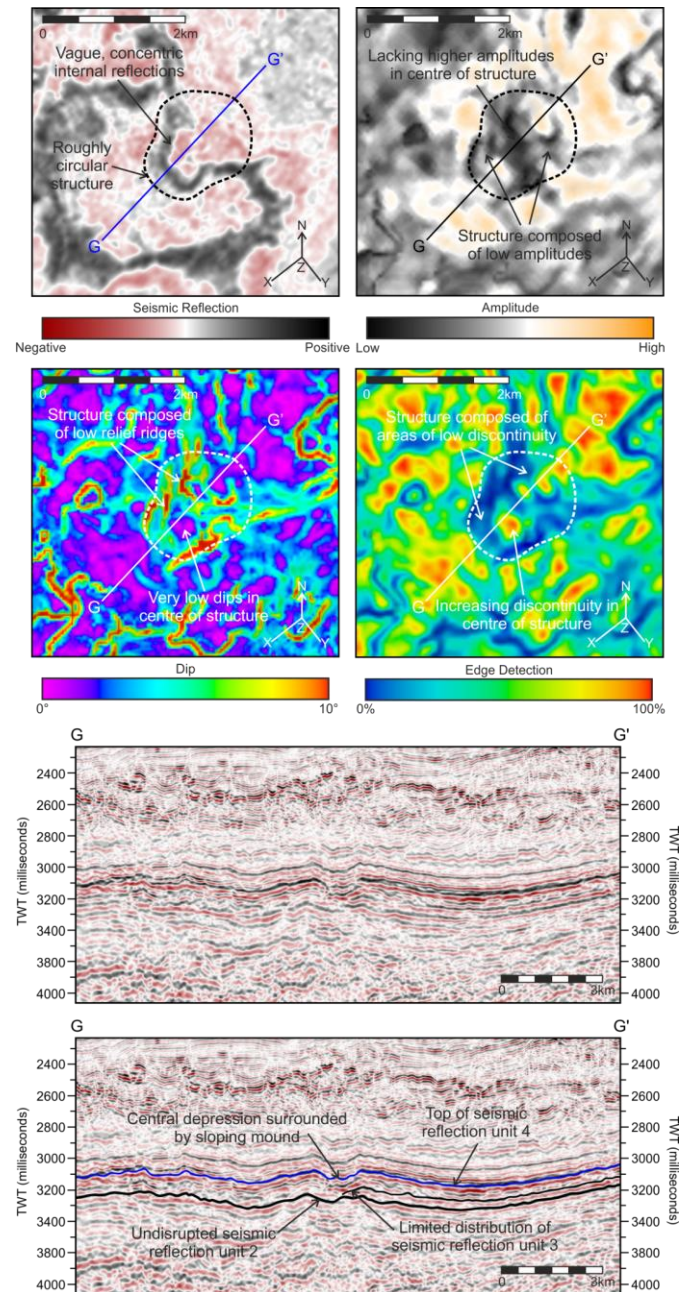 0 2km
Vague, concentric
internal reflections
G'
Roughly
circular
structure
G
N
Z
X Y
Seismic Reflection
Negative Positive
0 2km
Lacking higher amplitudes
in centre of structure
G'
G
Structure composed
of low amplitudes
N
Z
X Y
Amplitude
Low High
0 2km
Structure composed
of low relief ridges
G'
G
Very low dips in
centre of structure
N
Z
X Y
Dip
0° 10°
0 2km
Structure composed of
areas of low discontinuity
G'
G
Increasing discontinuity in
centre of structure
N
Z
X Y
Edge Detection
0% 100%
G G'
TWT (milliseconds)
2400
2600
2800
3000
3200
3400
3600
3800
4000
2400
2600
2800
3000
3200
3400
3600
3800
4000
TWT (milliseconds)
0 3km
G G'
TWT (milliseconds)
2400
2600
2800
3000
3200
3400
3600
3800
4000
Central depression surrounded
by sloping mound
Top of seismic
reflection unit 4
Undisrupted seismic
reflection unit 2
Limited distribution of
seismic reflection unit 3
2400
2600
2800
3000
3200
3400
3600
3800
4000
TWT (milliseconds)
0 3km